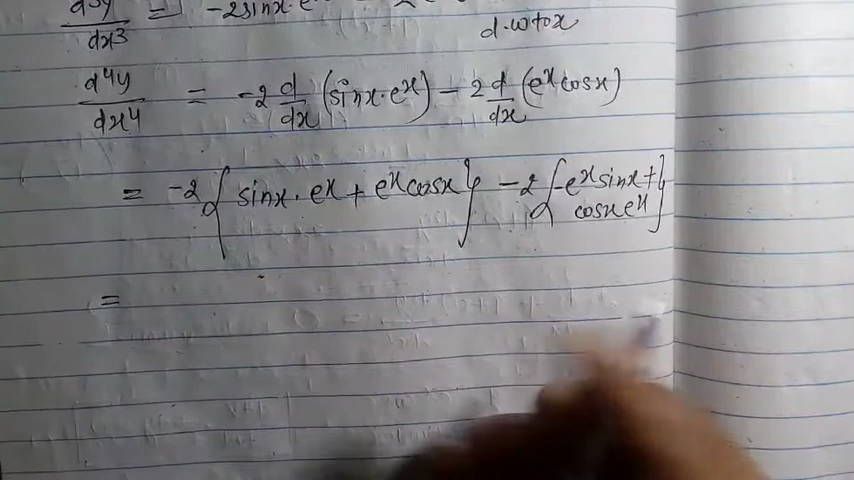 d³y/dx³ = -2sinx·e
d·w·to x
d⁴y/dx⁴ = -2 d/dx (sinx·eˣ) - 2 d/dx (eˣcosx)
= -2{ sinx·eˣ + eˣcosx } - 2{ -eˣsinx + cosxeˣ }
=